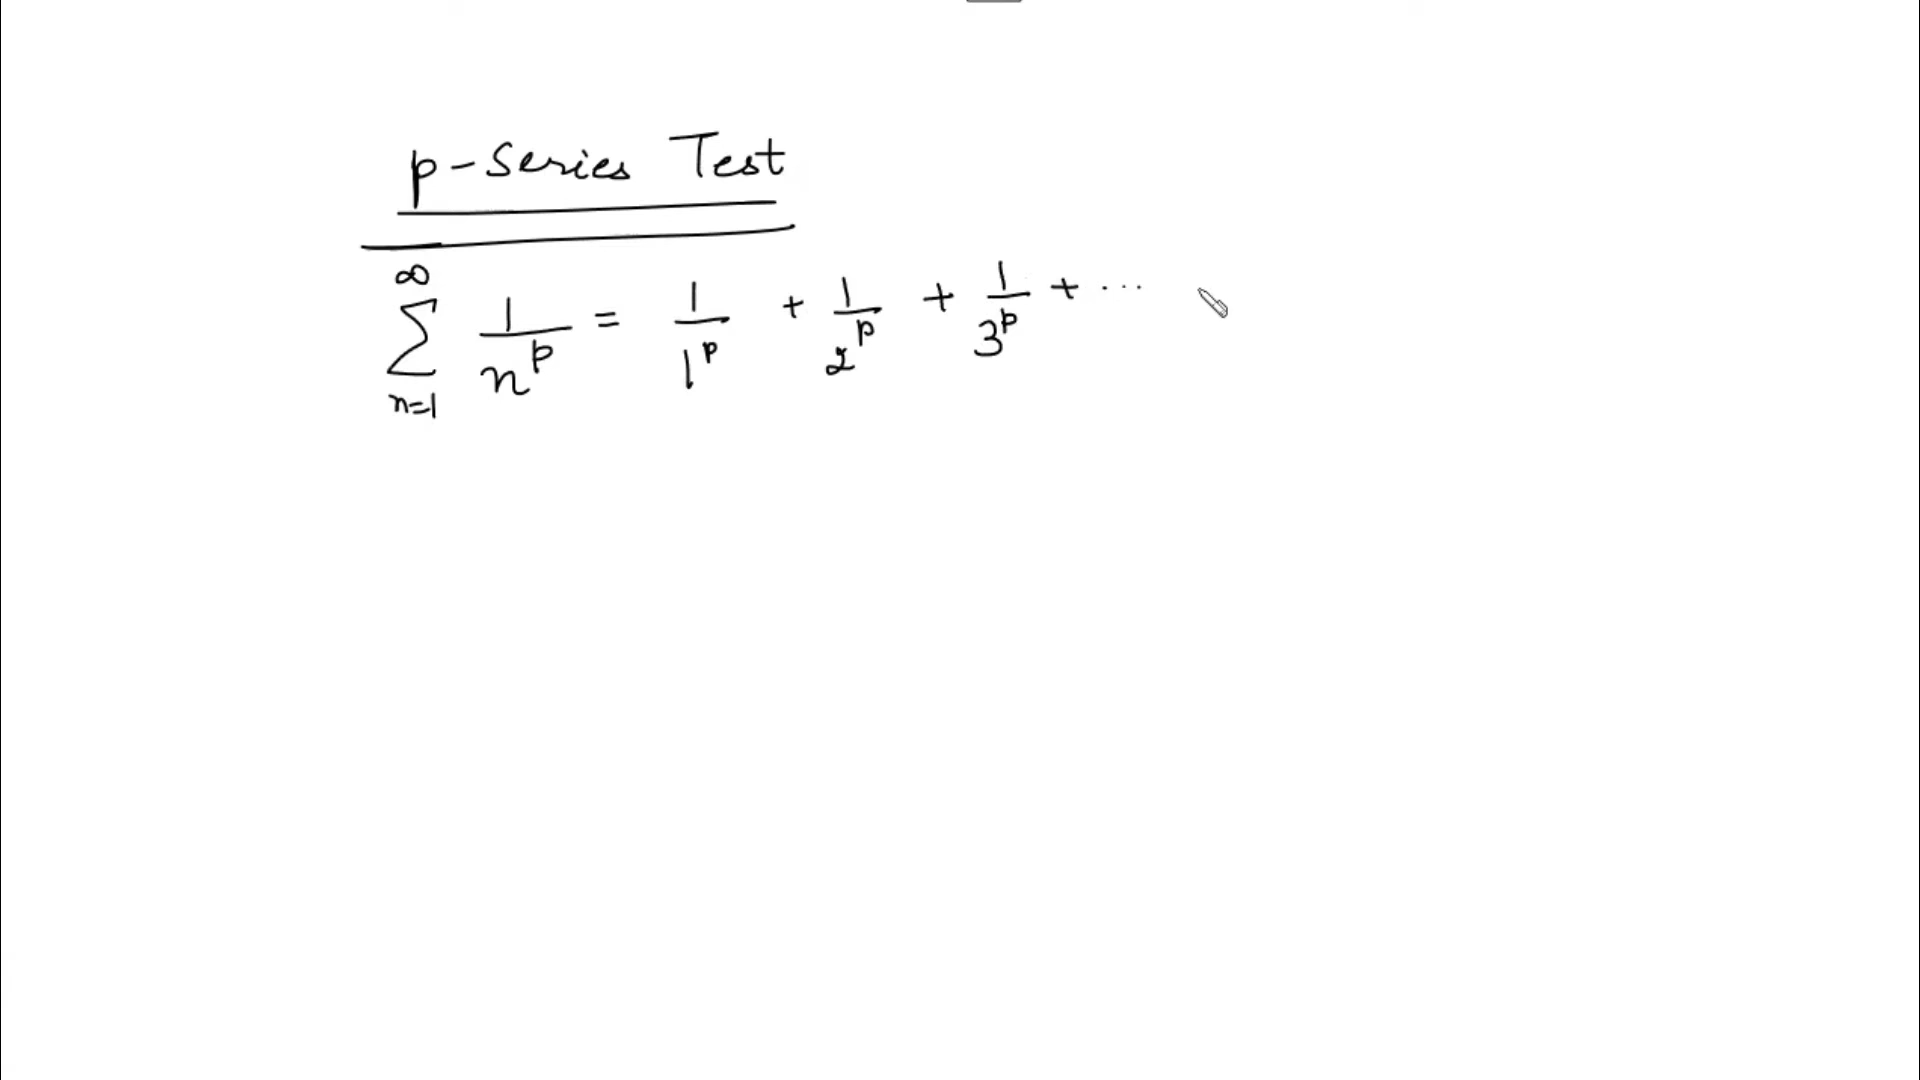 p-series Test
∞
∑ 1/n^p = 1/1^p + 1/2^p + 1/3^p + ...
n=1